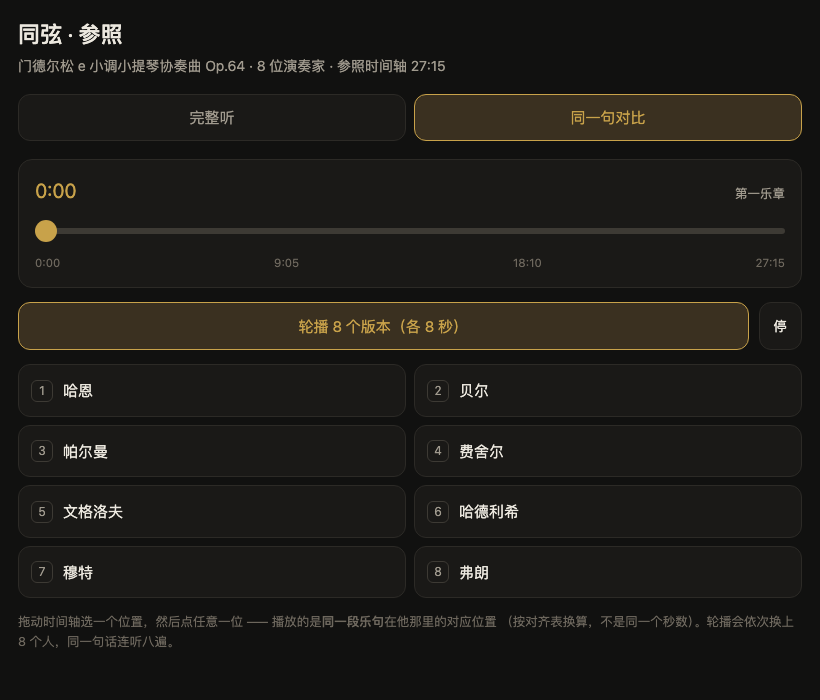 同弦 · 参照
门德尔松 e 小调小提琴协奏曲 Op.64 · 8 位演奏家 · 参照时间轴 27:15
完整听
同一句对比
0:00
第一乐章
0:00
9:05
18:10
27:15
轮播 8 个版本（各 8 秒）
停
1 哈恩
2 贝尔
3 帕尔曼
4 费舍尔
5 文格洛夫
6 哈德利希
7 穆特
8 弗朗
拖动时间轴选一个位置，然后点任意一位 —— 播放的是同一段乐句在他那里的对应位置 （按对齐表换算，不是同一个秒数）。轮播会依次换上
8 个人，同一句话连听八遍。